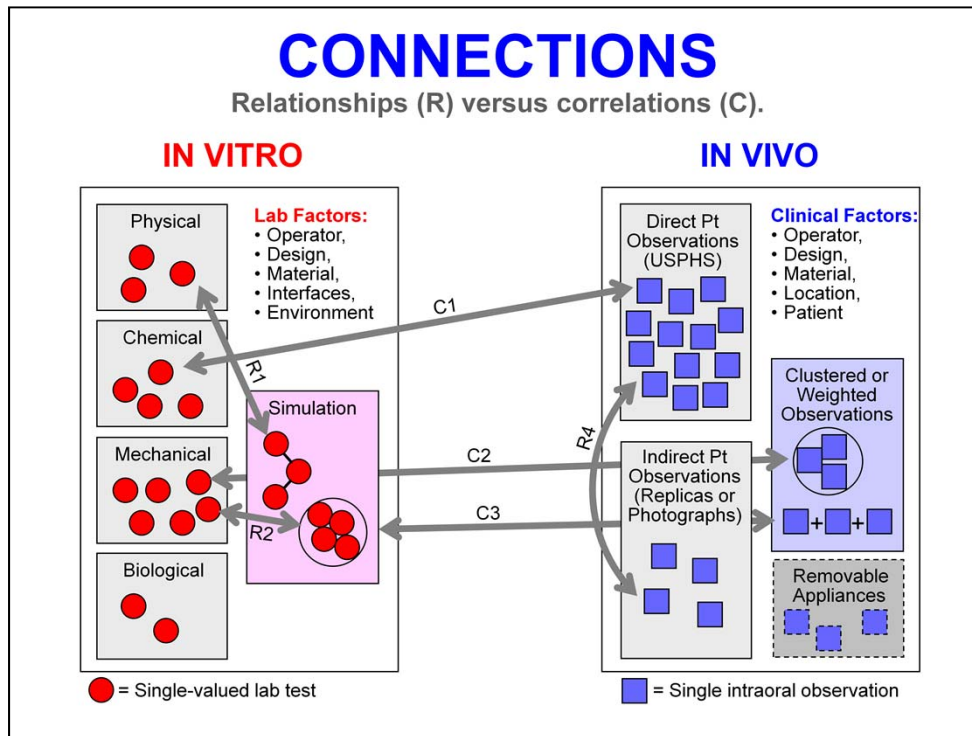 CONNECTIONS
Relationships (R) versus correlations (C).
IN VITRO
Physical
Chemical
Mechanical
Biological
Lab Factors:
• Operator,
• Design,
• Material,
• Interfaces,
• Environment
Simulation
R1
R2
C1
C2
C3
IN VIVO
Direct Pt
Observations
(USPHS)
R4
Indirect Pt
Observations
(Replicas or
Photographs)
Clinical Factors:
• Operator,
• Design,
• Material,
• Location,
• Patient
Clustered or
Weighted
Observations
+ +
Removable
Appliances
= Single-valued lab test
= Single intraoral observation